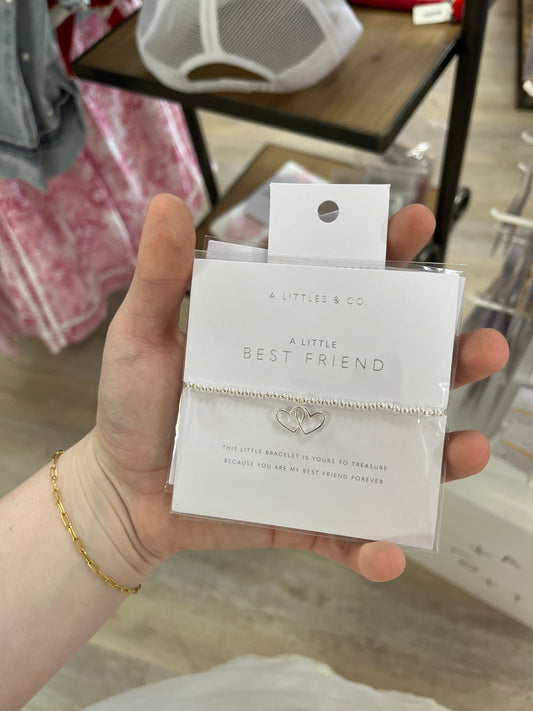 A LITTLES & CO.
A LITTLE
BEST FRIEND
THIS LITTLE BRACELET IS YOURS TO TREASURE
BECAUSE YOU ARE MY BEST FRIEND FOREVER